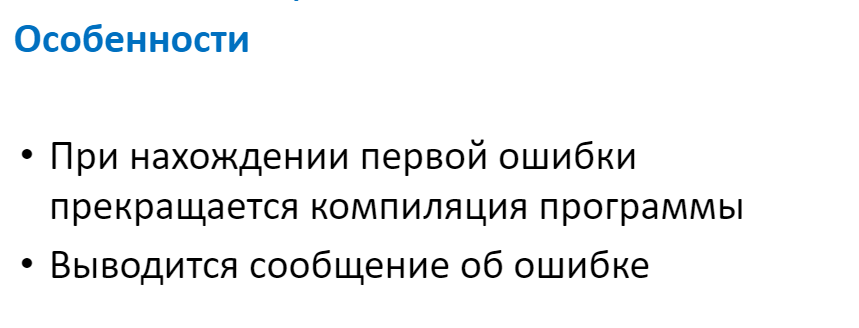 Особенности
• При нахождении первой ошибки
прекращается компиляция программы
• Выводится сообщение об ошибке